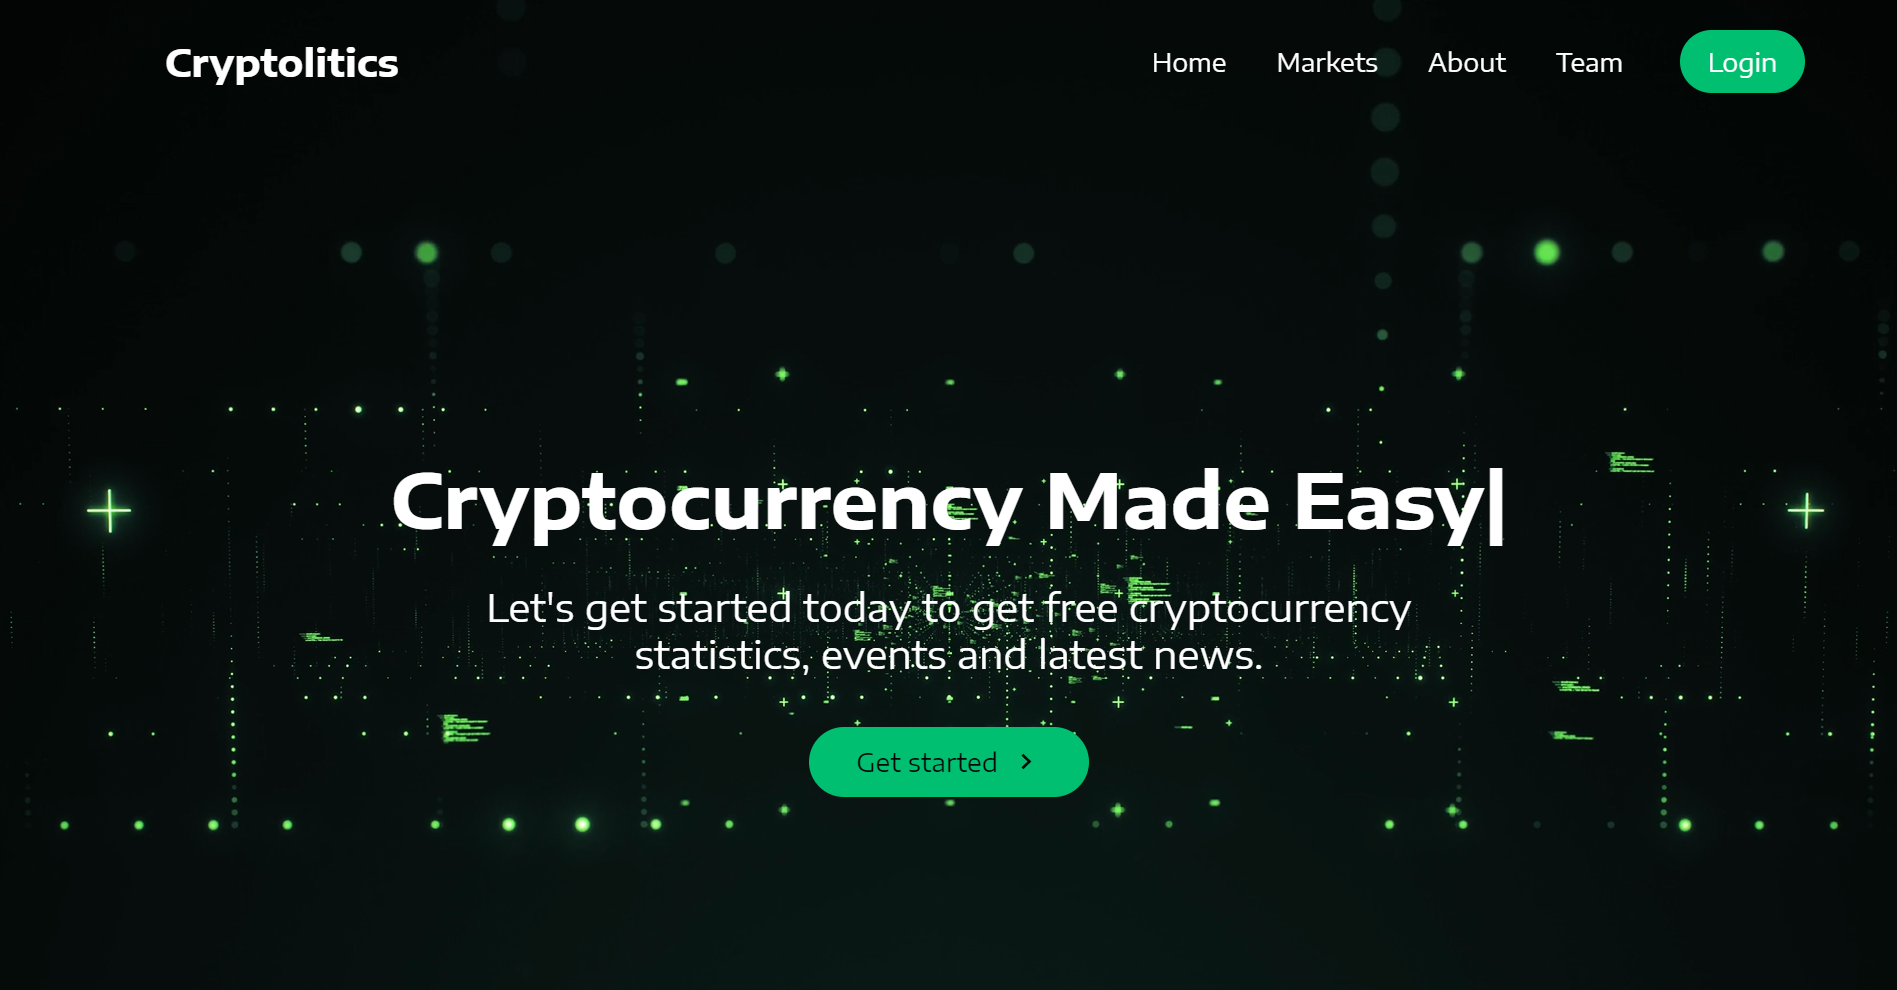 Cryptolitics
Home
Markets
About
Team
Login
Cryptocurrency Made Easy|
Let's get started today to get free cryptocurrency
statistics, events and latest news.
Get started